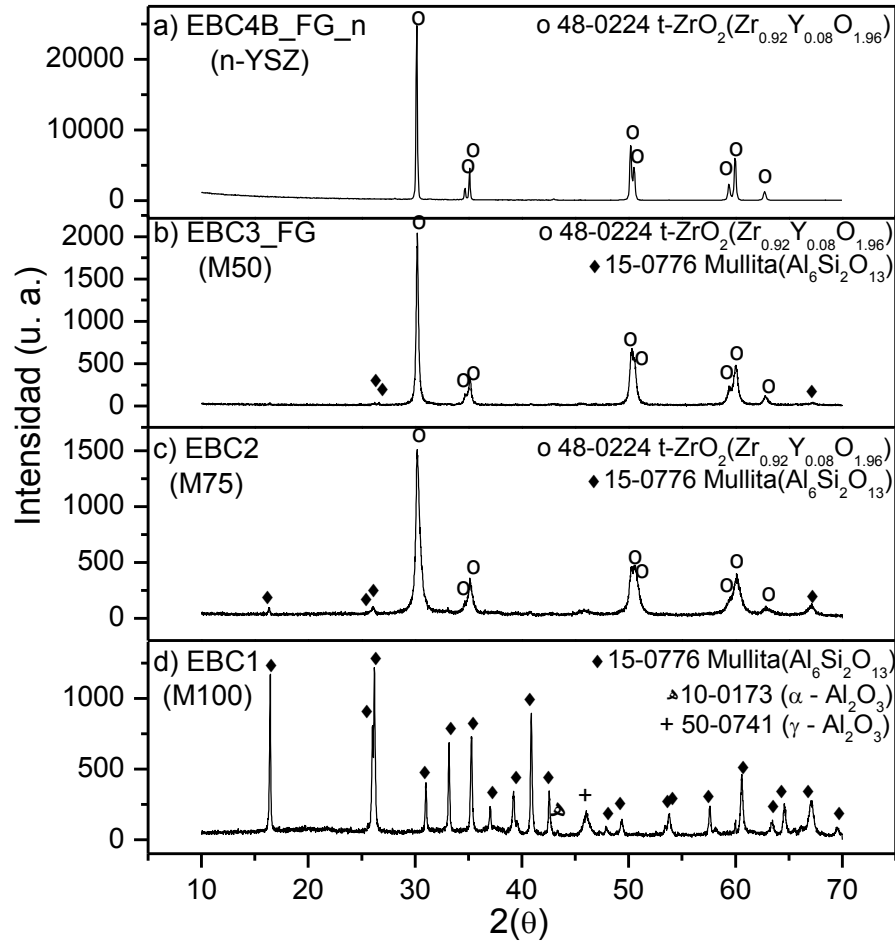 Intensidad (u. a.)
a) EBC4B_FG_n
(n-YSZ)
o 48-0224 t-ZrO2(Zr0.92Y0.08O1.96)
20000
10000
0
b) EBC3_FG
(M50)
o 48-0224 t-ZrO2(Zr0.92Y0.08O1.96)
♦ 15-0776 Mullita(Al6Si2O13)
2000
1500
1000
500
0
c) EBC2
(M75)
o 48-0224 t-ZrO2(Zr0.92Y0.08O1.96)
♦ 15-0776 Mullita(Al6Si2O13)
1500
1000
500
0
d) EBC1
(M100)
♦ 15-0776 Mullita(Al6Si2O13)
ﻫ 10-0173 (α - Al2O3)
+ 50-0741 (γ - Al2O3)
1000
500
0
10 20 30 40 50 60 70
2(θ)